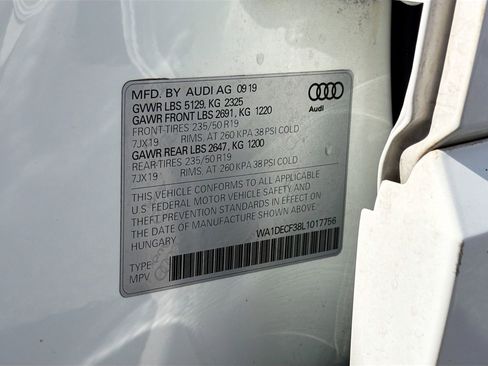 MFD. BY AUDI AG 09 19
GVWR LBS 5129, KG 2325
GAWR FRONT LBS 2691, KG 1220
FRONT-TIRES 235/50 R19
7JX19 RIMS. AT 260 KPA 38 PSI COLD
GAWR REAR LBS 2647, KG 1200
REAR-TIRES 235/50 R19
7JX19 RIMS. AT 260 KPA 38 PSI COLD
Audi
THIS VEHICLE CONFORMS TO ALL APPLICABLE
U.S. FEDERAL MOTOR VEHICLE SAFETY AND
THEFT PREVENTION STANDARDS IN EFFECT ON
THE DATE OF MANUFACTURE SHOWN ABOVE.
HUNGARY
WA1DECF38L1017756
TYPE
MPV